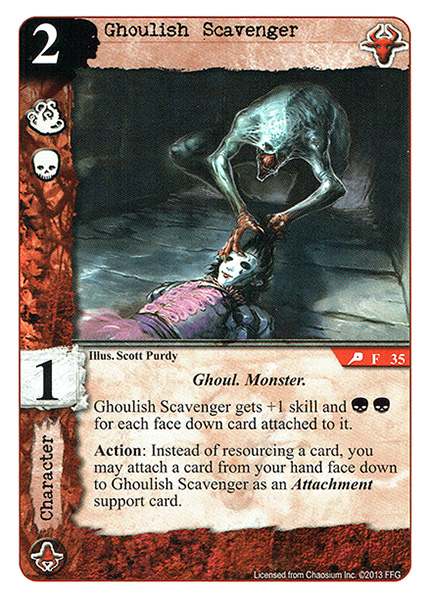 2
Ghoulish Scavenger
Illus. Scott Purdy
F 35
1
Ghoul. Monster.
Ghoulish Scavenger gets +1 skill and
for each face down card attached to it.
Action: Instead of resourcing a card, you
may attach a card from your hand face down
to Ghoulish Scavenger as an Attachment
support card.
Character
Licensed from Chaosium Inc. ©2013 FFG